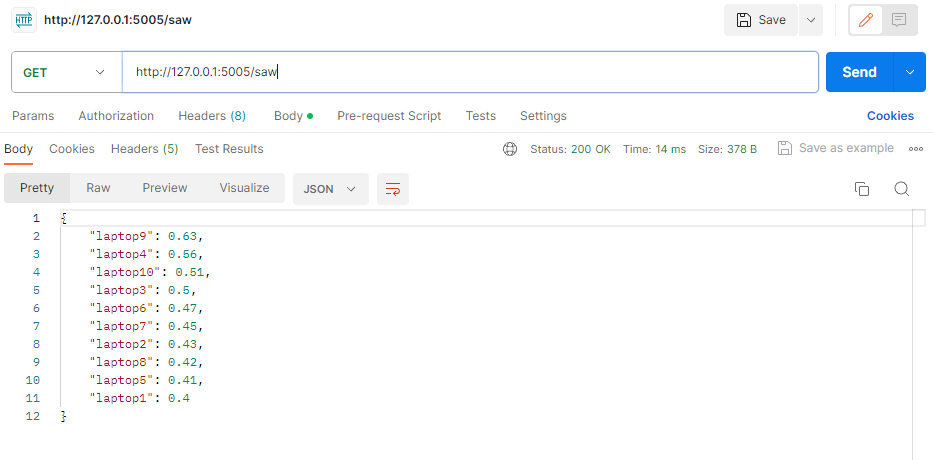 HTTP http://127.0.0.1:5005/saw Save
GET http://127.0.0.1:5005/saw Send
Params Authorization Headers (8) Body Pre-request Script Tests Settings Cookies
Body Cookies Headers (5) Test Results Status: 200 OK Time: 14 ms Size: 378 B Save as example
Pretty Raw Preview Visualize JSON
1 {
2 "laptop9": 0.63,
3 "laptop4": 0.56,
4 "laptop10": 0.51,
5 "laptop3": 0.5,
6 "laptop6": 0.47,
7 "laptop7": 0.45,
8 "laptop2": 0.43,
9 "laptop8": 0.42,
10 "laptop5": 0.41,
11 "laptop1": 0.4
12 }